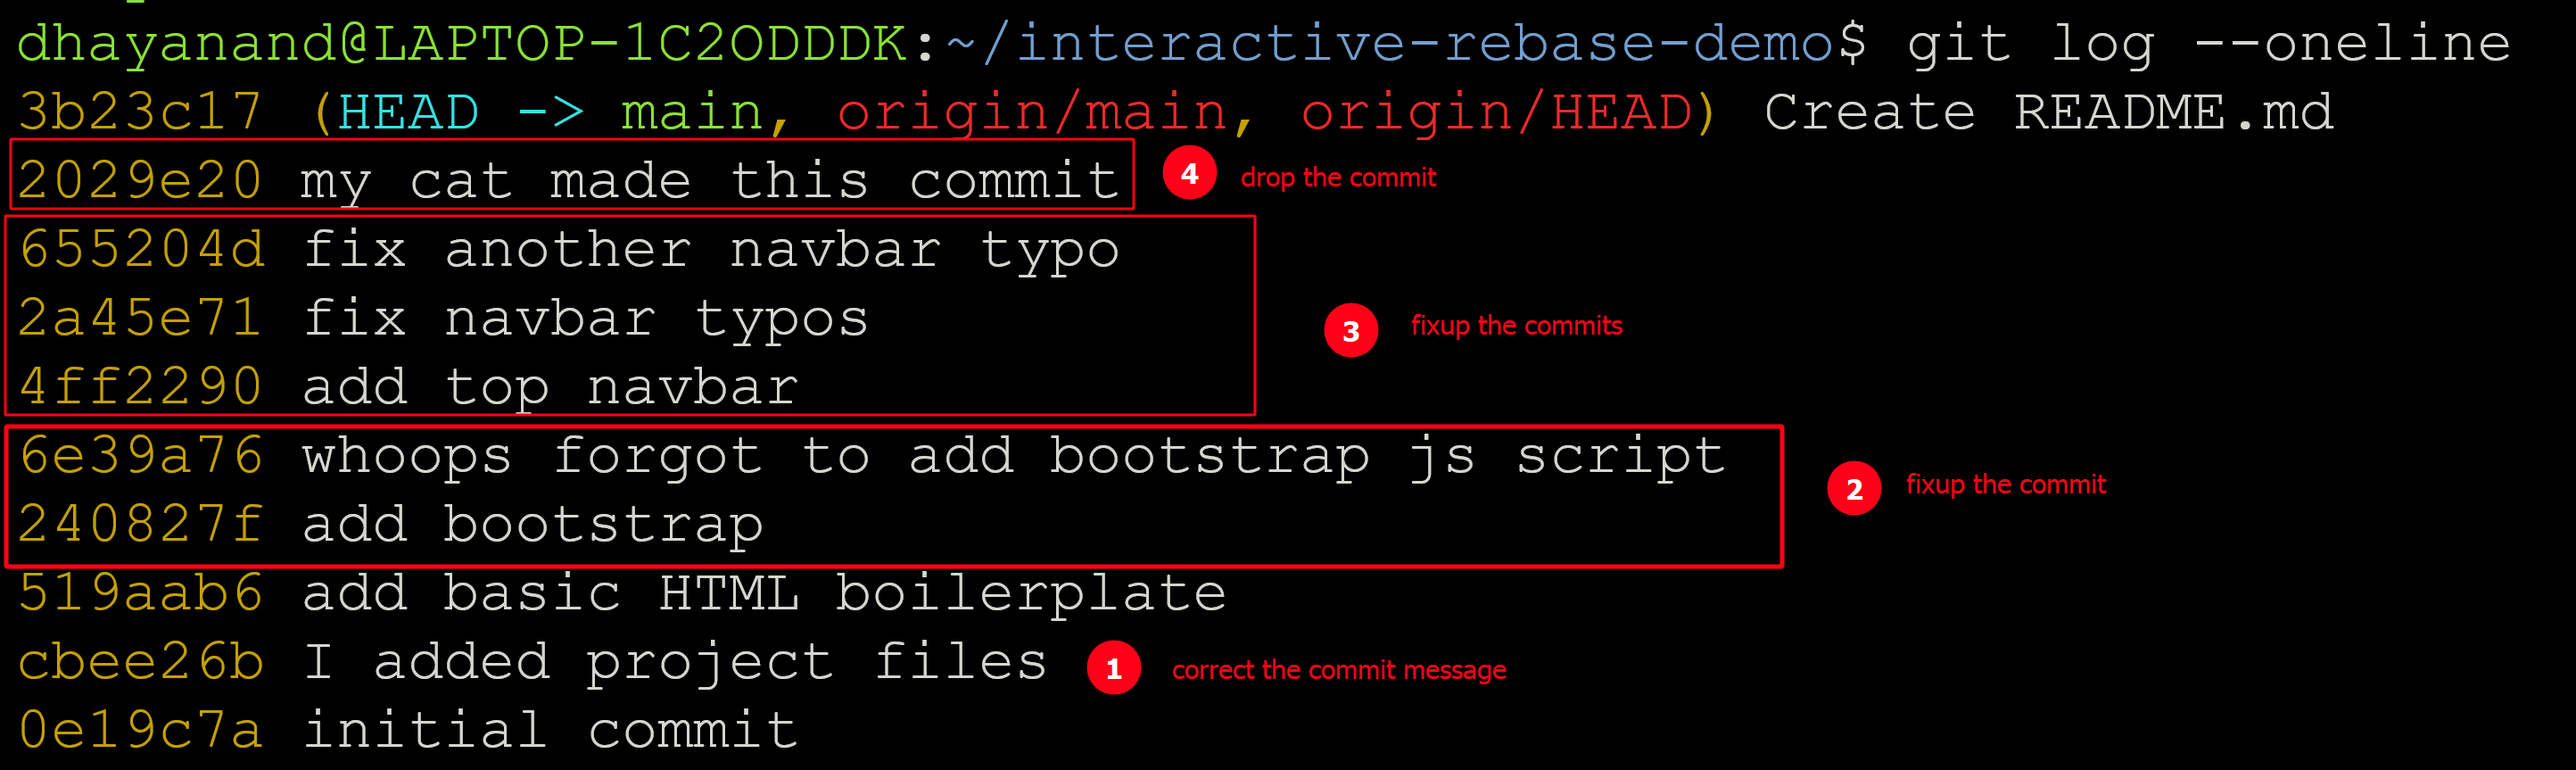 dhayanand@LAPTOP-1C2ODDDK:~/interactive-rebase-demo$ git log --oneline
3b23c17 (HEAD -> main, origin/main, origin/HEAD) Create README.md
2029e20 my cat made this commit 4 drop the commit
655204d fix another navbar typo
2a45e71 fix navbar typos 3 fixup the commits
4ff2290 add top navbar
6e39a76 whoops forgot to add bootstrap js script 2 fixup the commit
240827f add bootstrap
519aab6 add basic HTML boilerplate
cbee26b I added project files 1 correct the commit message
0e19c7a initial commit